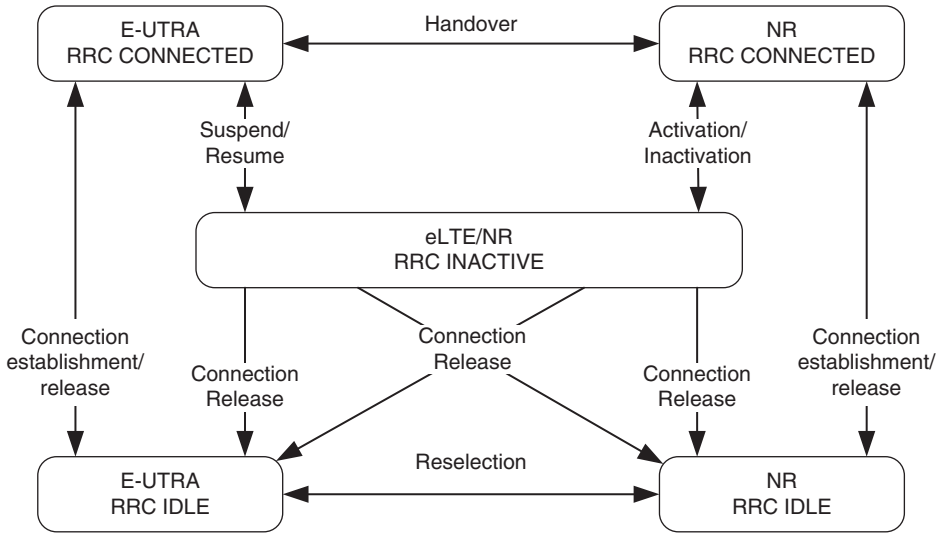 E-UTRA
RRC CONNECTED
Handover
NR
RRC CONNECTED
Suspend/
Resume
Activation/
Inactivation
eLTE/NR
RRC INACTIVE
Connection
establishment/
release
Connection
Release
Connection
Release
Connection
Release
Connection
establishment/
release
E-UTRA
RRC IDLE
Reselection
NR
RRC IDLE